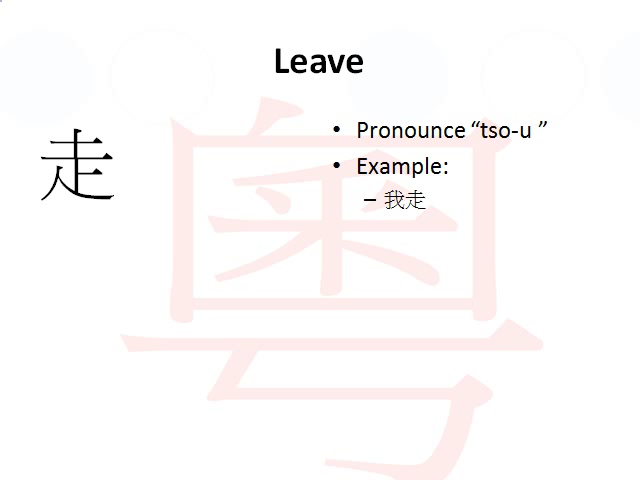 Leave
走
• Pronounce “tso-u ”
• Example:
– 我走
粵